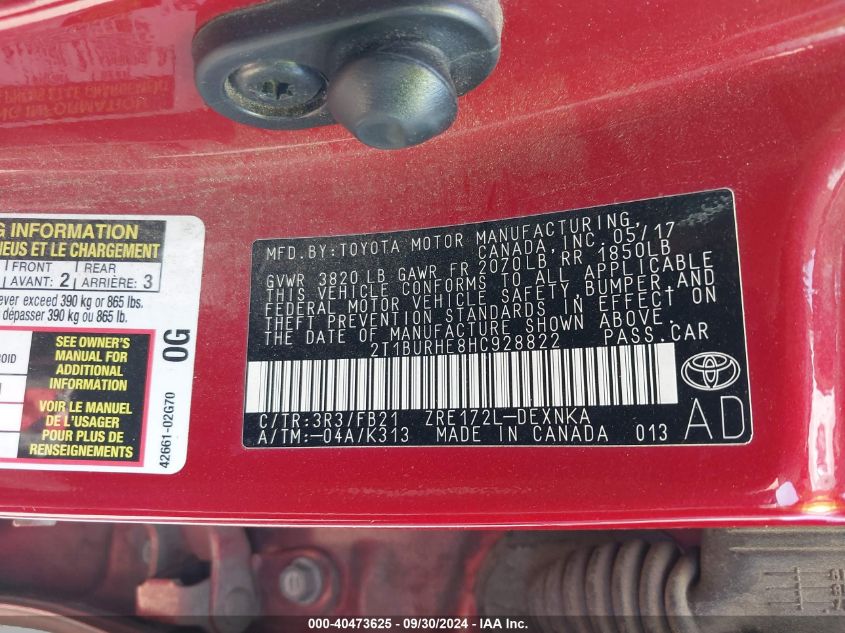 G INFORMATION
NEUS ET LE CHARGEMENT
FRONT REAR
AVANT: 2 ARRIÈRE: 3
ever exceed 390 kg or 865 lbs.
dépasser 390 kg ou 865 lb.
SEE OWNER'S
MANUAL FOR
ADDITIONAL
INFORMATION
VOIR LE MANUEL
DE L'USAGER
POUR PLUS DE
RENSEIGNEMENTS
0G
42661-02G70
MFD. BY: TOYOTA MOTOR MANUFACTURING
CANADA, INC. 05/17
GVWR 3820 LB GAWR FR 2070LB, RR 1850LB
THIS VEHICLE CONFORMS TO ALL APPLICABLE
FEDERAL MOTOR VEHICLE SAFETY, BUMPER, AND
THEFT PREVENTION STANDARDS IN EFFECT ON
THE DATE OF MANUFACTURE SHOWN ABOVE.
2T1BURHE8HC928822 PASS.CAR
C/TR:3R3/FB21 ZRE172L-DEXNKA
A/TM:-04A/K313 MADE IN CANADA 013
AD
000-40473625 - 09/30/2024 - IAAI.com